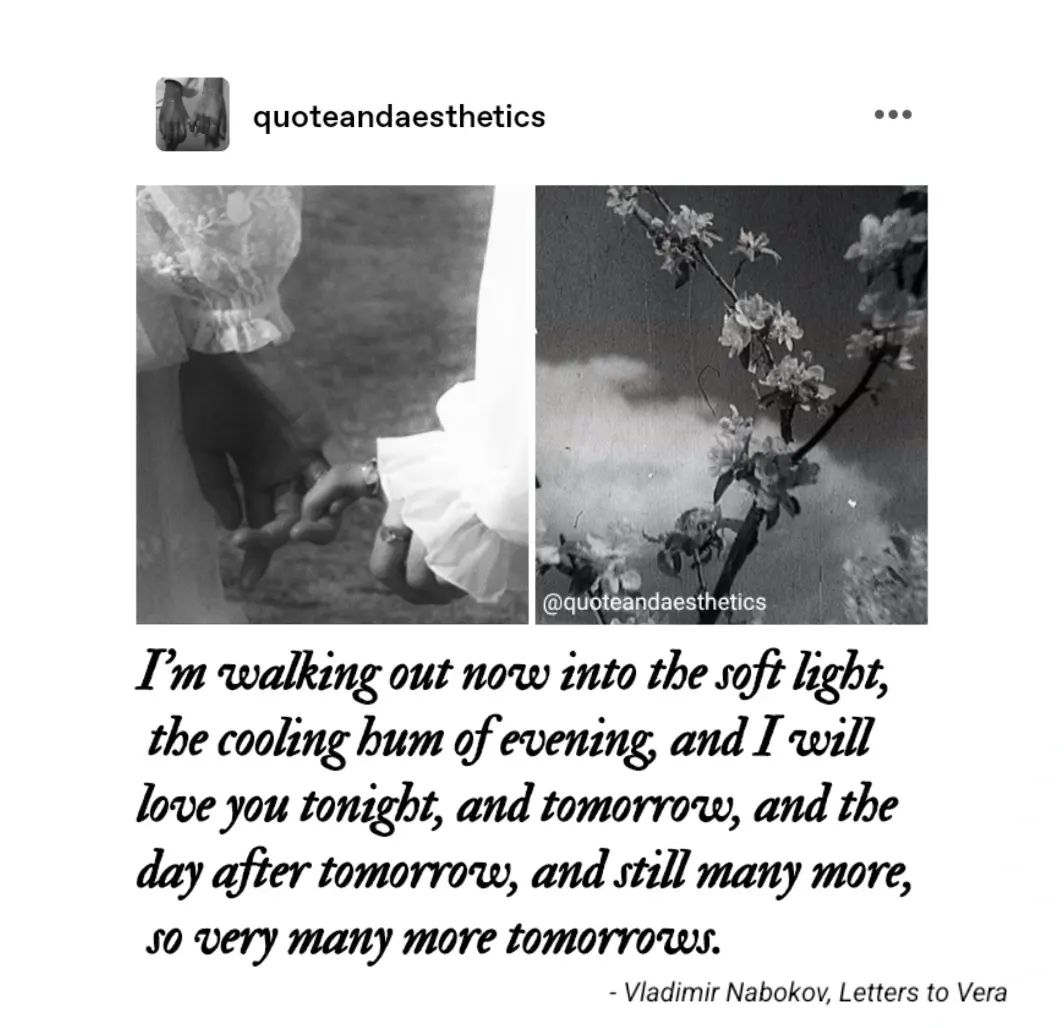 quoteandaesthetics
@quoteandaesthetics
I'm walking out now into the soft light,
the cooling hum of evening, and I will
love you tonight, and tomorrow, and the
day after tomorrow, and still many more,
so very many more tomorrows.
- Vladimir Nabokov, Letters to Vera